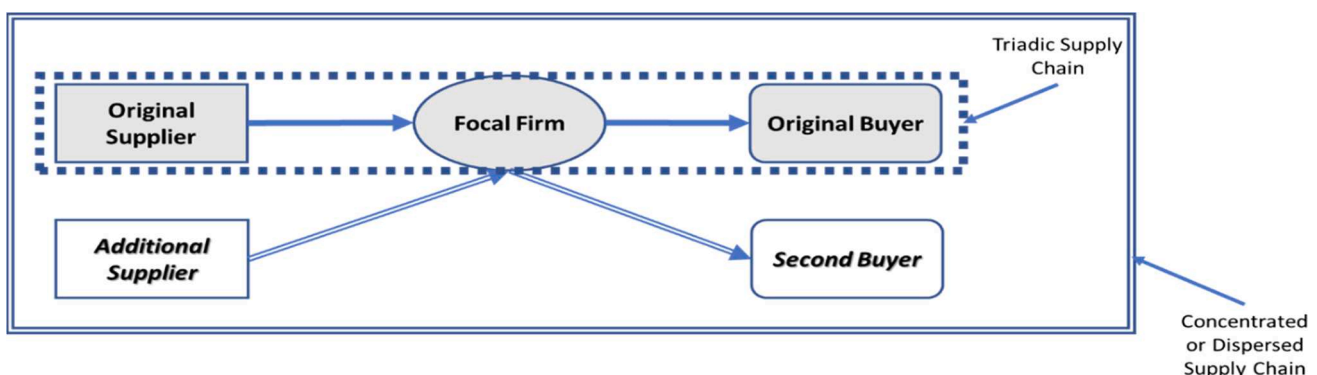 Triadic Supply
Chain
Original
Supplier
Focal Firm
Original Buyer
Additional
Supplier
Second Buyer
Concentrated
or Dispersed
Supply Chain